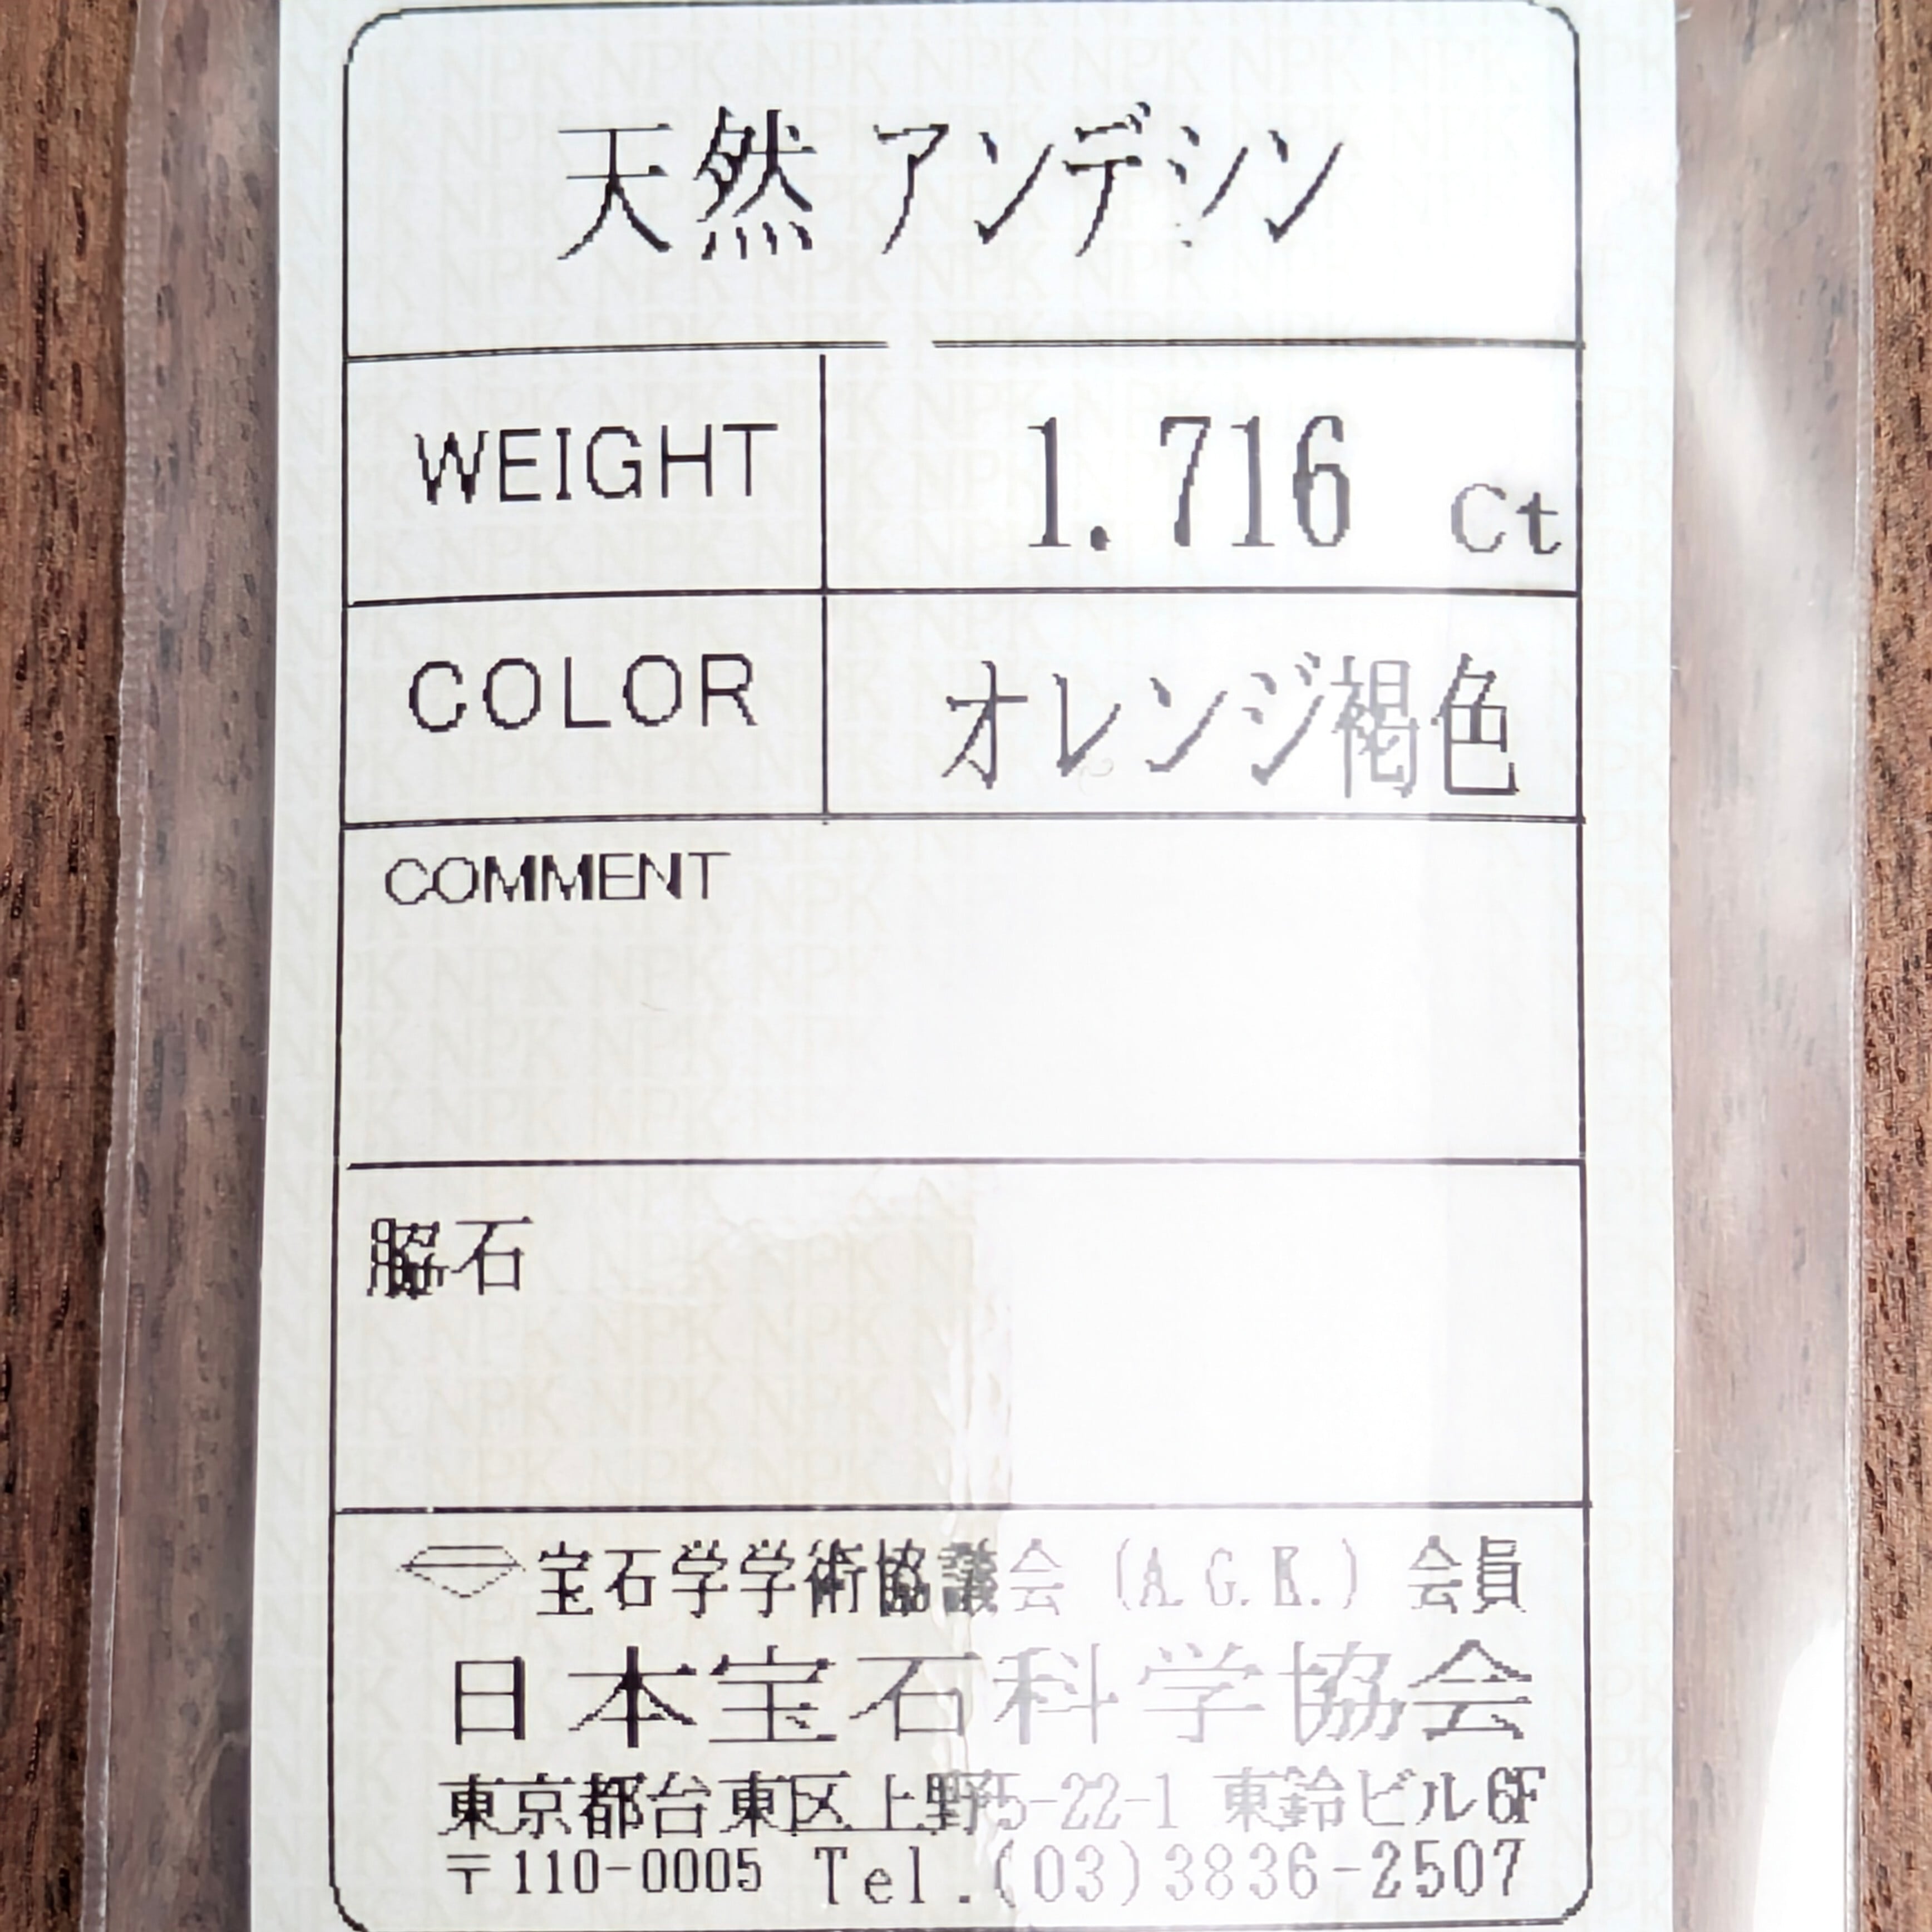 天然 アンデシン
WEIGHT 1.716 ct
COLOR オレンジ褐色
COMMENT
脇石
宝石学学術協議会 (A.G.K.) 会員
日本宝石科学協会
東京都台東区上野5-22-1 東鈴ビル6F
〒110-0005 Tel.(03)3836-2507